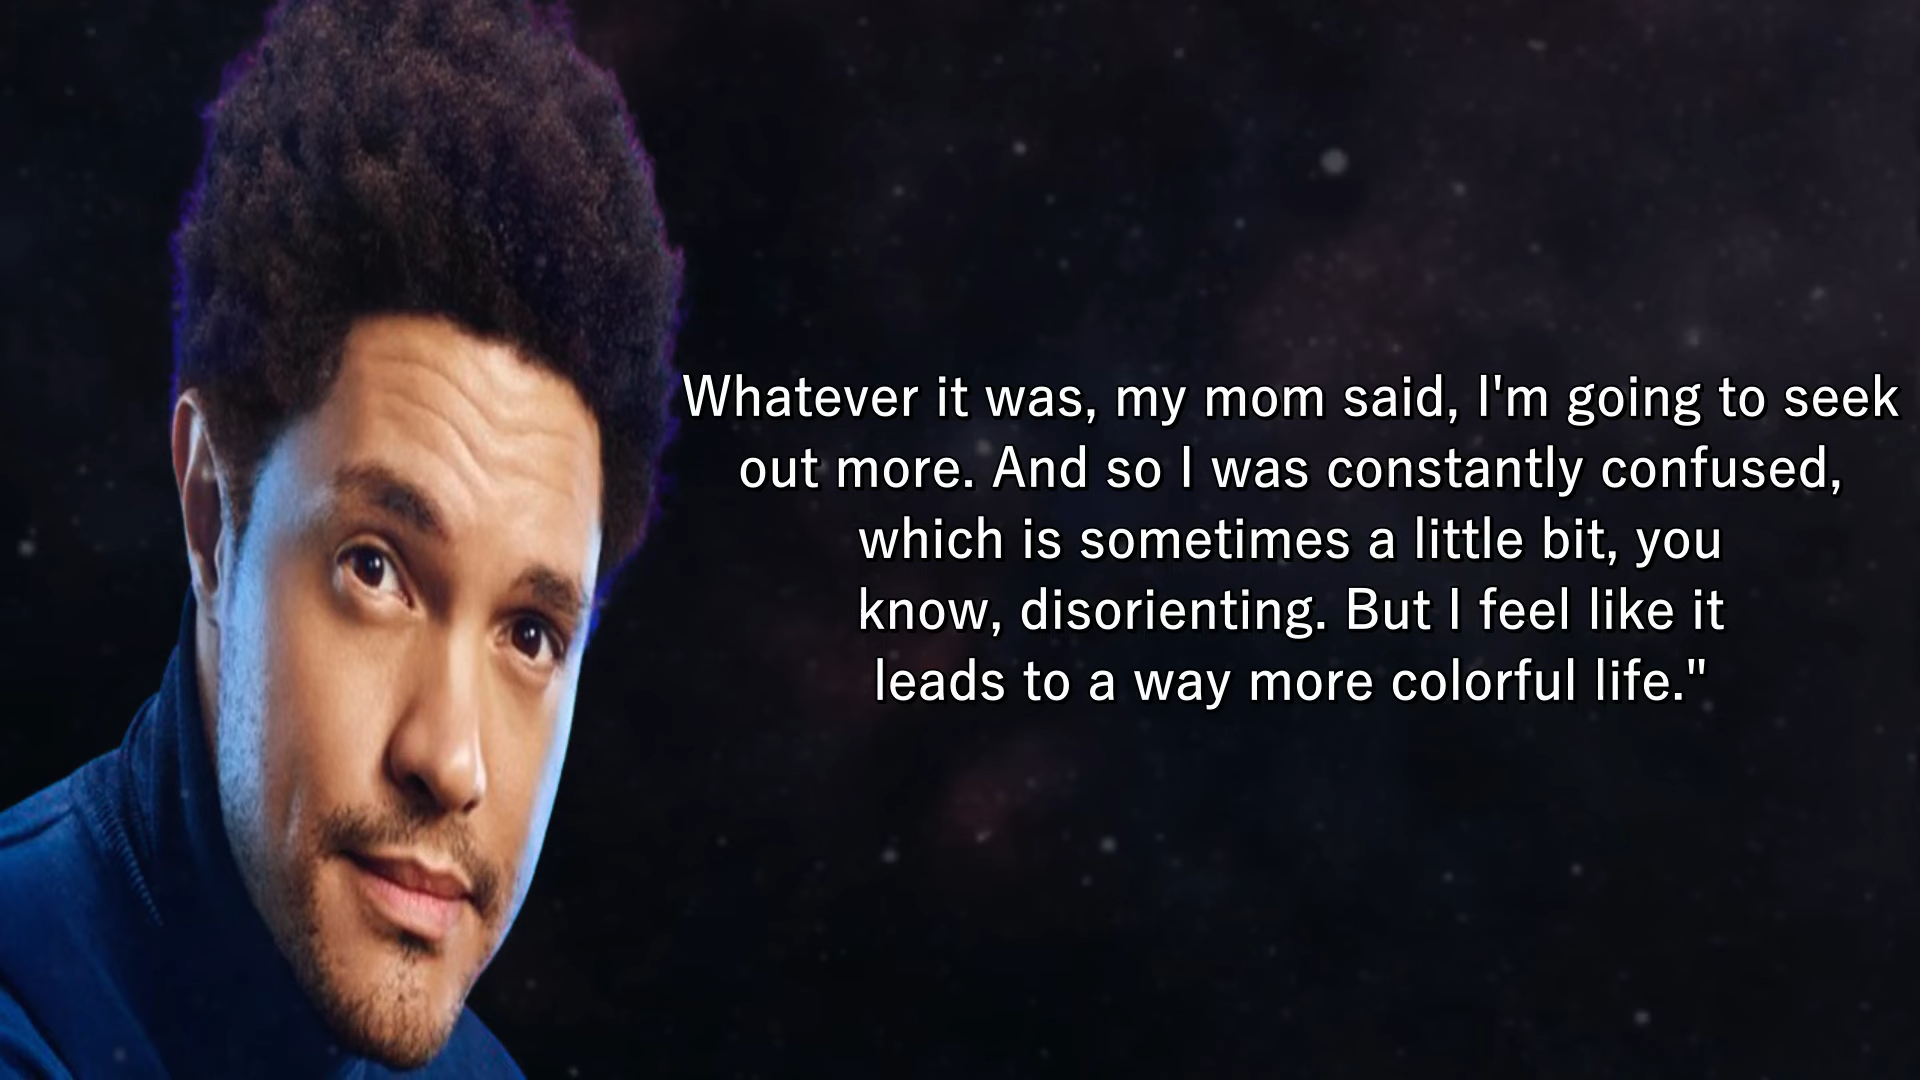 Whatever it was, my mom said, I'm going to seek
out more. And so I was constantly confused,
which is sometimes a little bit, you
know, disorienting. But I feel like it
leads to a way more colorful life."